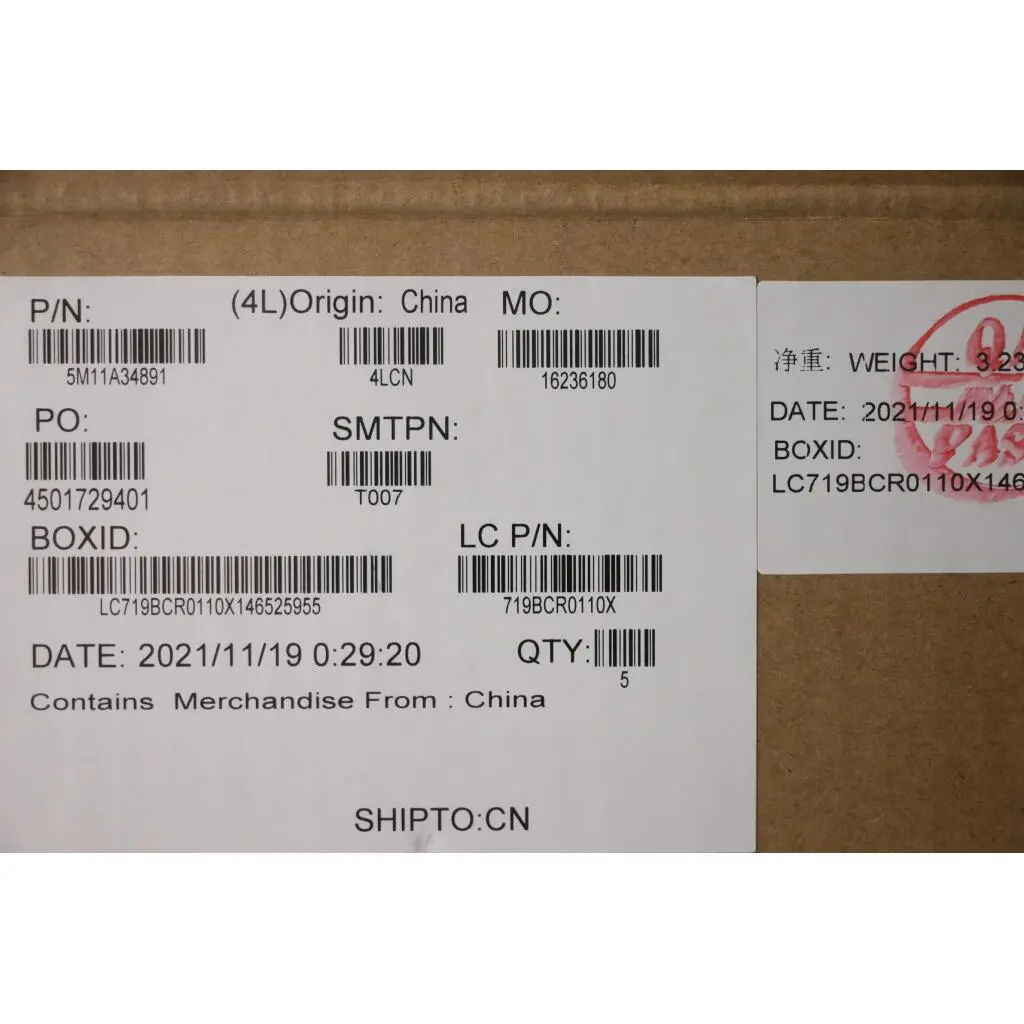 P/N:
5M11A34891
(4L)Origin: China
4LCN
MO:
16236180
PO:
4501729401
SMTPN:
T007
BOXID:
LC719BCR0110X146525955
LC P/N:
719BCR0110X
DATE: 2021/11/19 0:29:20
QTY:
5
Contains Merchandise From : China
SHIPTO:CN
净重: WEIGHT: 3.23
DATE: 2021/11/19 0:
BOXID:
LC719BCR0110X146